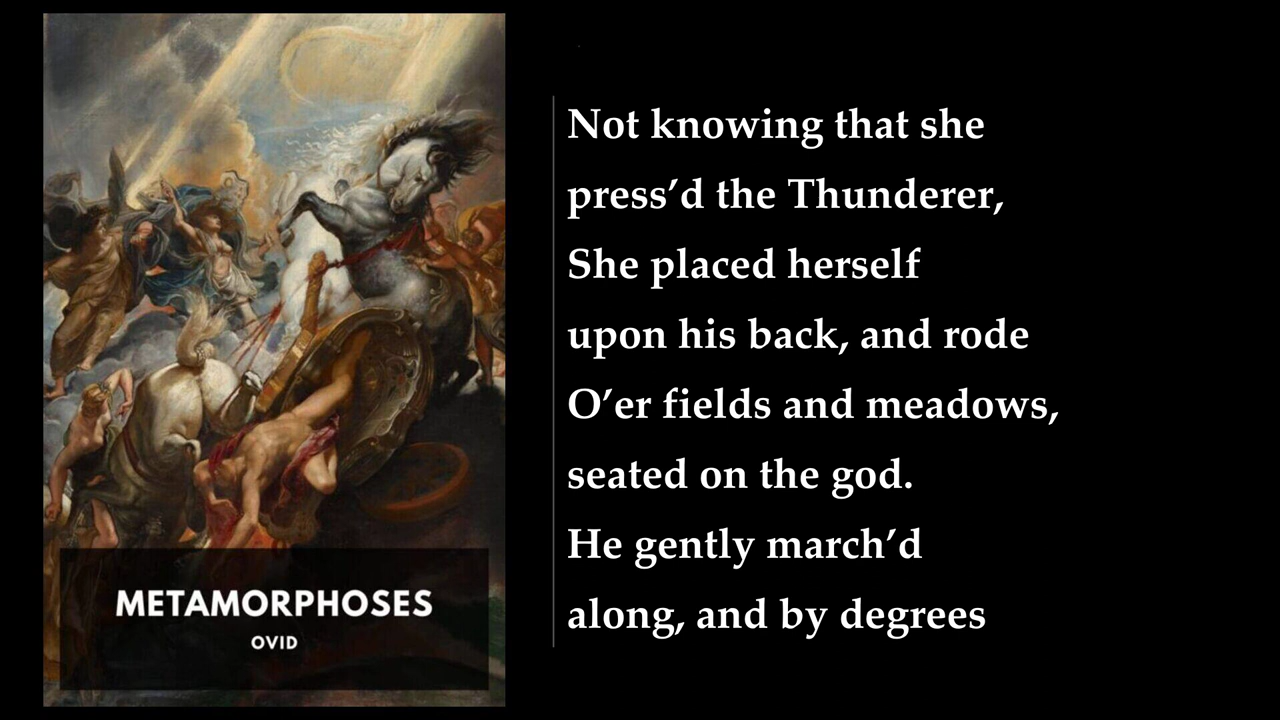 METAMORPHOSES
OVID
Not knowing that she
press’d the Thunderer,
She placed herself
upon his back, and rode
O’er fields and meadows,
seated on the god.
He gently march’d
along, and by degrees